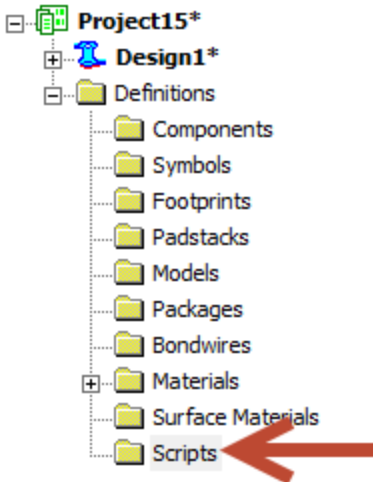 Project15*
Design1*
Definitions
Components
Symbols
Footprints
Padstacks
Models
Packages
Bondwires
Materials
Surface Materials
Scripts